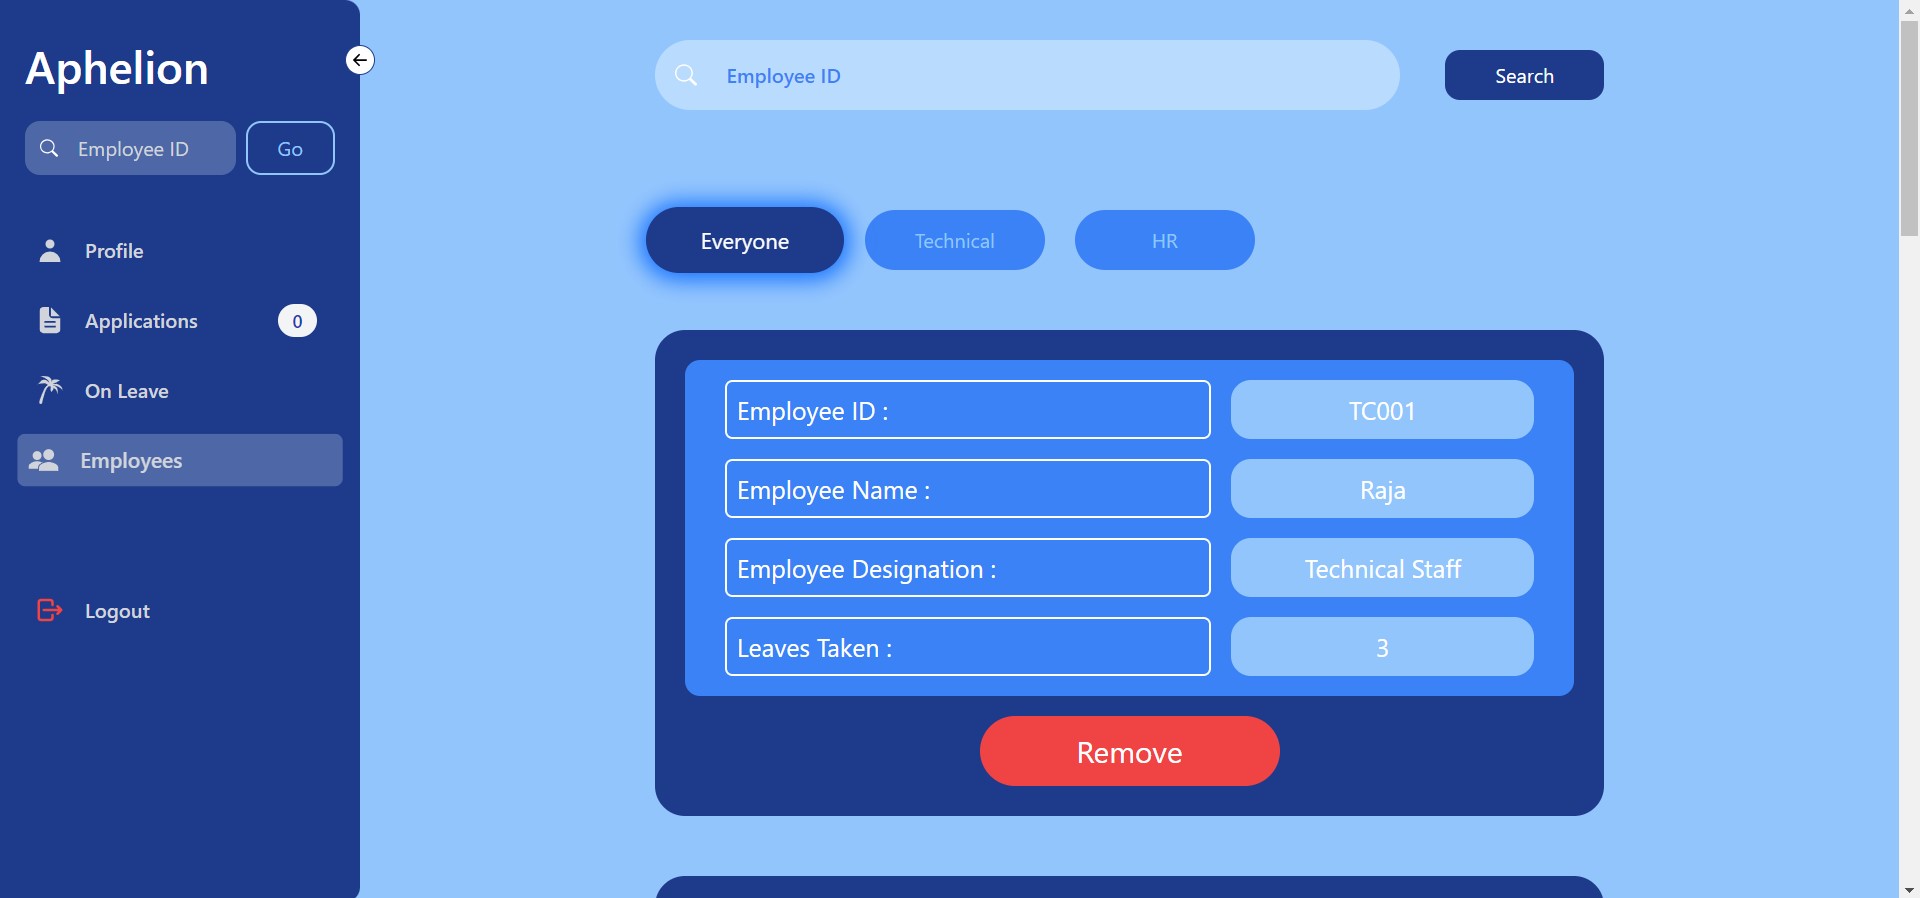 Aphelion
Employee ID
Go
Profile
Applications
0
On Leave
Employees
Logout
Employee ID
Search
Everyone
Technical
HR
Employee ID :
TC001
Employee Name :
Raja
Employee Designation :
Technical Staff
Leaves Taken :
3
Remove